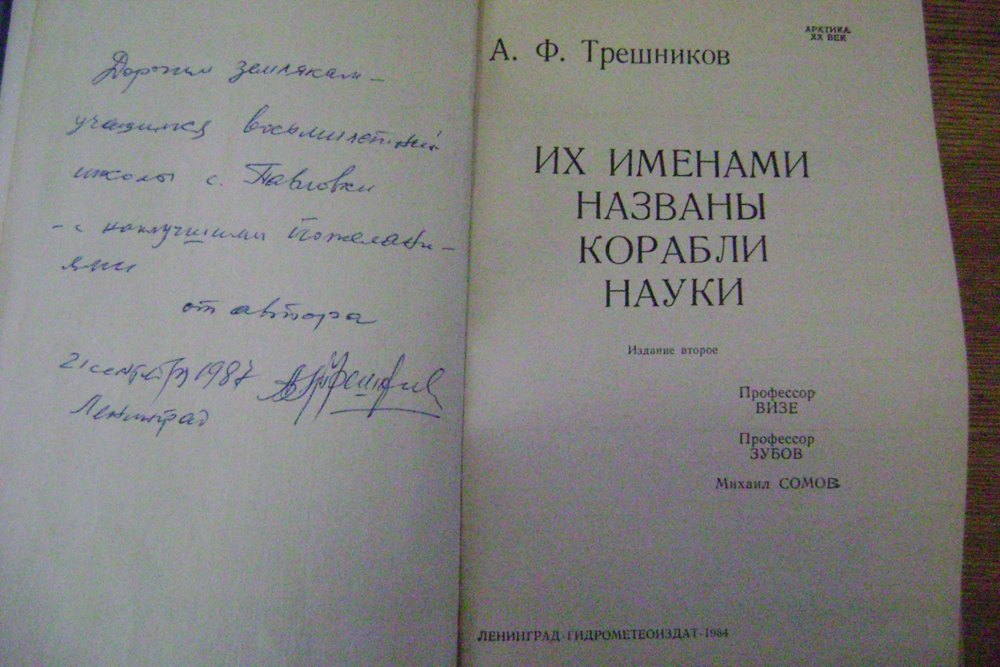 Дорогим землякам –
учащимся восьмилетней
школы с. Павловки
– с наилучшими пожелани–
ями
от автора
21 сентября 1987
Ленинград
АРКТИКА
XX ВЕК
А. Ф. Трешников
ИХ ИМЕНАМИ
НАЗВАНЫ
КОРАБЛИ
НАУКИ
Издание второе
Профессор
ВИЗЕ
Профессор
ЗУБОВ
Михаил СОМОВ
ЛЕНИНГРАД·ГИДРОМЕТЕОИЗДАТ·1984